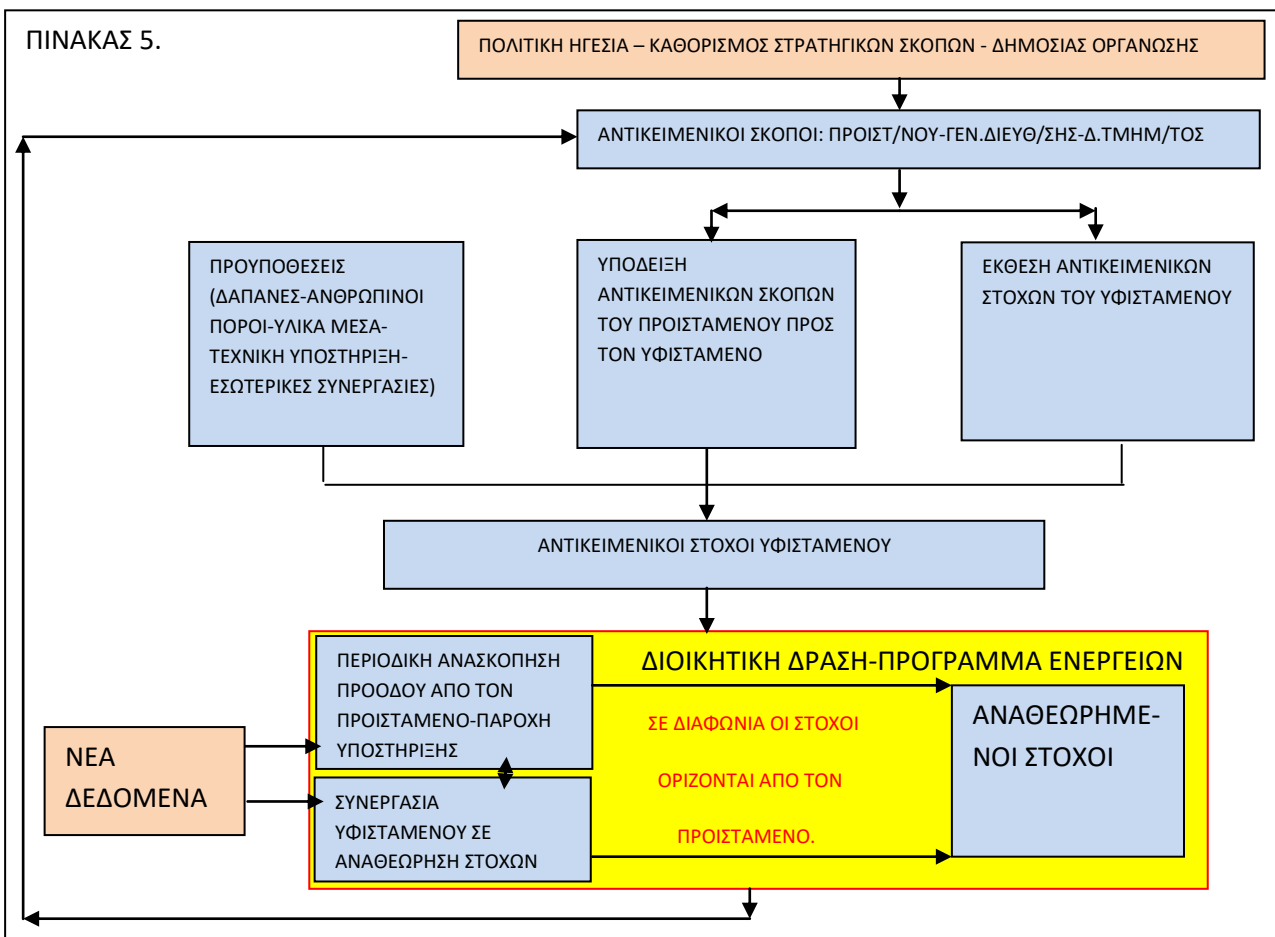 ΠΙΝΑΚΑΣ 5.
ΠΟΛΙΤΙΚΗ ΗΓΕΣΙΑ – ΚΑΘΟΡΙΣΜΟΣ ΣΤΡΑΤΗΓΙΚΩΝ ΣΚΟΠΩΝ - ΔΗΜΟΣΙΑΣ ΟΡΓΑΝΩΣΗΣ
ΑΝΤΙΚΕΙΜΕΝΙΚΟΙ ΣΚΟΠΟΙ: ΠΡΟΙΣΤ/ΝΟΥ-ΓΕΝ.ΔΙΕΥΘ/ΣΗΣ-Δ.ΤΜΗΜ/ΤΟΣ
ΠΡΟΥΠΟΘΕΣΕΙΣ
(ΔΑΠΑΝΕΣ-ΑΝΘΡΩΠΙΝΟΙ
ΠΟΡΟΙ-ΥΛΙΚΑ ΜΕΣΑ-
ΤΕΧΝΙΚΗ ΥΠΟΣΤΗΡΙΞΗ-
ΕΣΩΤΕΡΙΚΕΣ ΣΥΝΕΡΓΑΣΙΕΣ)
ΥΠΟΔΕΙΞΗ
ΑΝΤΙΚΕΙΜΕΝΙΚΩΝ ΣΚΟΠΩΝ
ΤΟΥ ΠΡΟΙΣΤΑΜΕΝΟΥ ΠΡΟΣ
ΤΟΝ ΥΦΙΣΤΑΜΕΝΟ
ΕΚΘΕΣΗ ΑΝΤΙΚΕΙΜΕΝΙΚΩΝ
ΣΤΟΧΩΝ ΤΟΥ ΥΦΙΣΤΑΜΕΝΟΥ
ΑΝΤΙΚΕΙΜΕΝΙΚΟΙ ΣΤΟΧΟΙ ΥΦΙΣΤΑΜΕΝΟΥ
ΔΙΟΙΚΗΤΙΚΗ ΔΡΑΣΗ-ΠΡΟΓΡΑΜΜΑ ΕΝΕΡΓΕΙΩΝ
ΠΕΡΙΟΔΙΚΗ ΑΝΑΣΚΟΠΗΣΗ
ΠΡΟΟΔΟΥ ΑΠΟ ΤΟΝ
ΠΡΟΙΣΤΑΜΕΝΟ-ΠΑΡΟΧΗ
ΥΠΟΣΤΗΡΙΞΗΣ
ΣΕ ΔΙΑΦΩΝΙΑ ΟΙ ΣΤΟΧΟΙ
ΟΡΙΖΟΝΤΑΙ ΑΠΟ ΤΟΝ
ΠΡΟΙΣΤΑΜΕΝΟ.
ΑΝΑΘΕΩΡΗΜΕ-
ΝΟΙ ΣΤΟΧΟΙ
ΝΕΑ
ΔΕΔΟΜΕΝΑ
ΣΥΝΕΡΓΑΣΙΑ
ΥΦΙΣΤΑΜΕΝΟΥ ΣΕ
ΑΝΑΘΕΩΡΗΣΗ ΣΤΟΧΩΝ